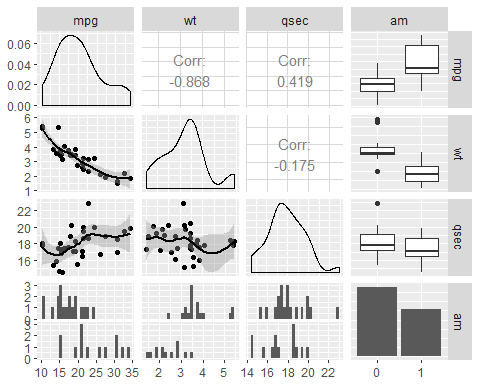 mpg wt qsec am
0.06
0.04
0.02
0.00
Corr:
-0.868
Corr:
0.419
mpg
6
5
4
3
2
1
Corr:
-0.175
wt
22
20
18
16
qsec
3
2
1
0
3
2
1
0
am
10 15 20 25 30 35 2 3 4 5 14 16 18 20 22 0 1